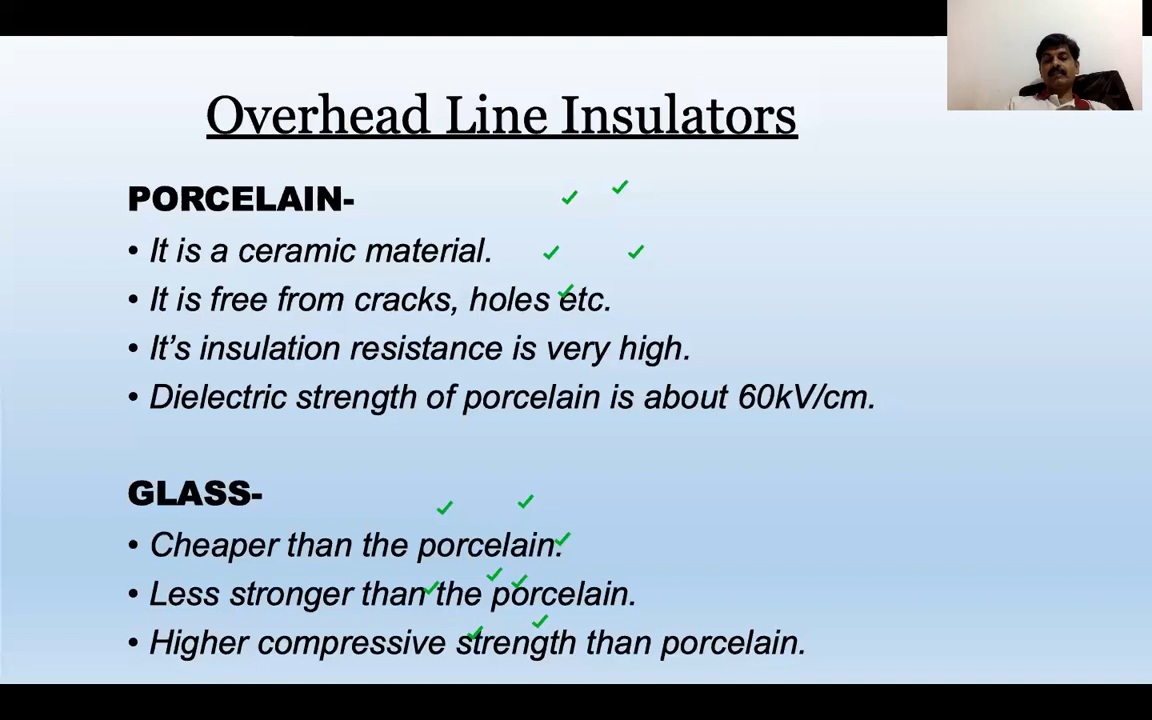 Overhead Line Insulators
PORCELAIN-
• It is a ceramic material.
• It is free from cracks, holes etc.
• It’s insulation resistance is very high.
• Dielectric strength of porcelain is about 60kV/cm.
GLASS-
• Cheaper than the porcelain.
• Less stronger than the porcelain.
• Higher compressive strength than porcelain.